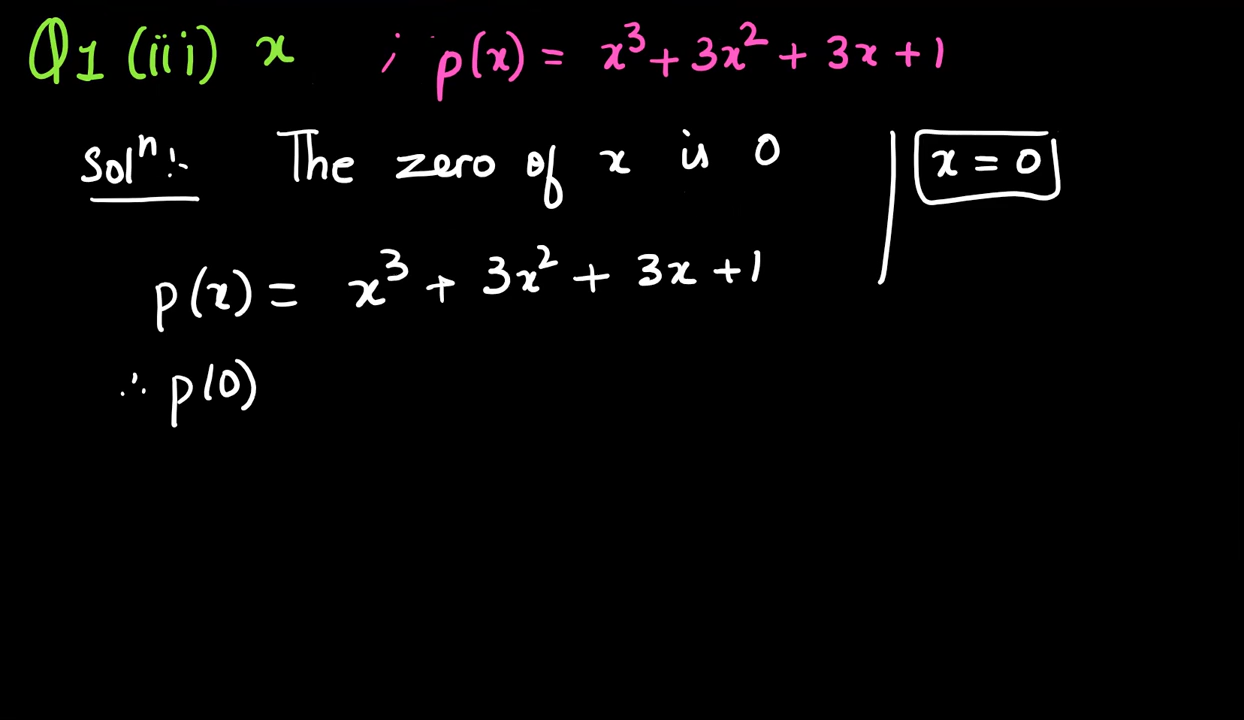 Q1 (iii) x ; p(x) = x³ + 3x² + 3x + 1
Solⁿ:- The zero of x is 0 | x = 0
p(x) = x³ + 3x² + 3x + 1
∴ p(0)